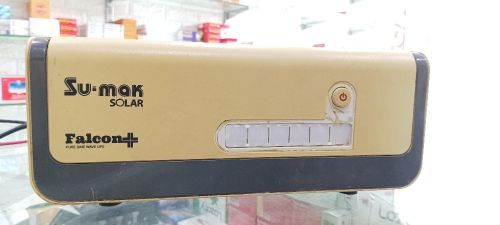 Su-mak
SOLAR
Falcon+
PURE SINE WAVE UPS